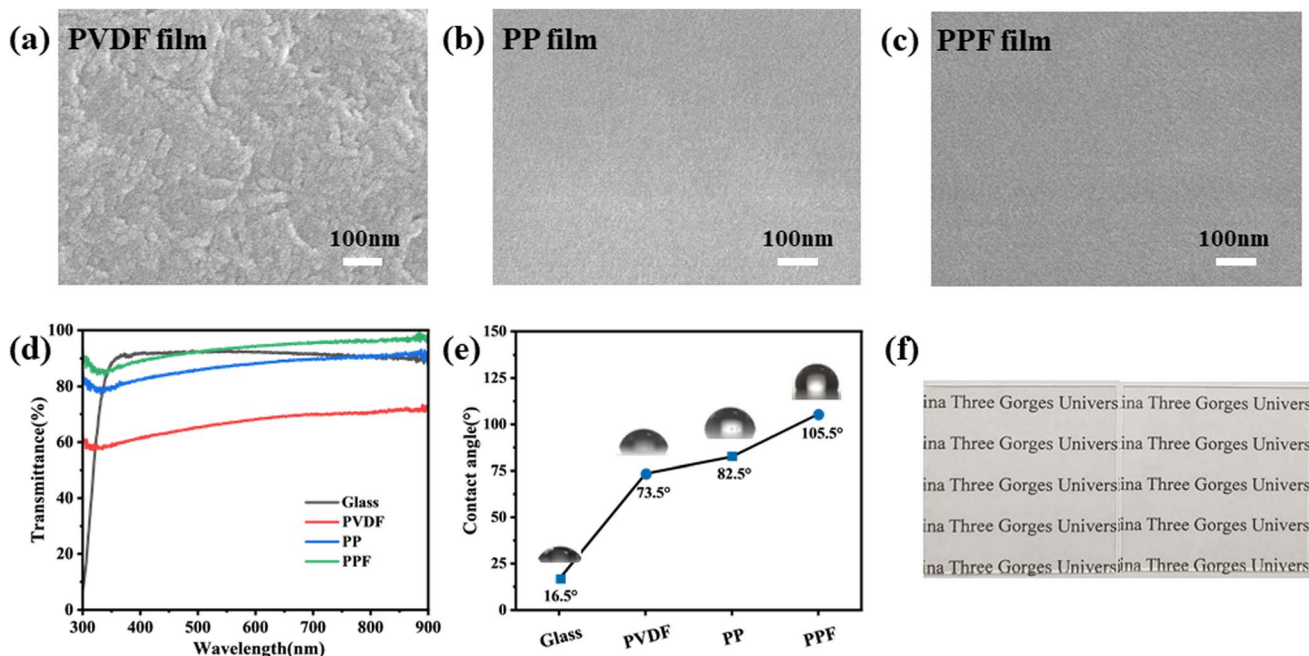 (a) PVDF film
(b) PP film
(c) PPF film
100nm
100nm
100nm
(d)
Transmittance(%)
100
80
60
40
20
0
Glass
PVDF
PP
PPF
300 400 500 600 700 800 900
Wavelength(nm)
(e)
Contact angle(°)
150
125
100
75
50
25
0
16.5°
73.5°
82.5°
105.5°
Glass
PVDF
PP
PPF
(f)
ina Three Gorges Univers ina Three Gorges Univers
ina Three Gorges Univers ina Three Gorges Univers
ina Three Gorges Univers ina Three Gorges Univers
ina Three Gorges Univers ina Three Gorges Univers
ina Three Gorges Univers ina Three Gorges Univers